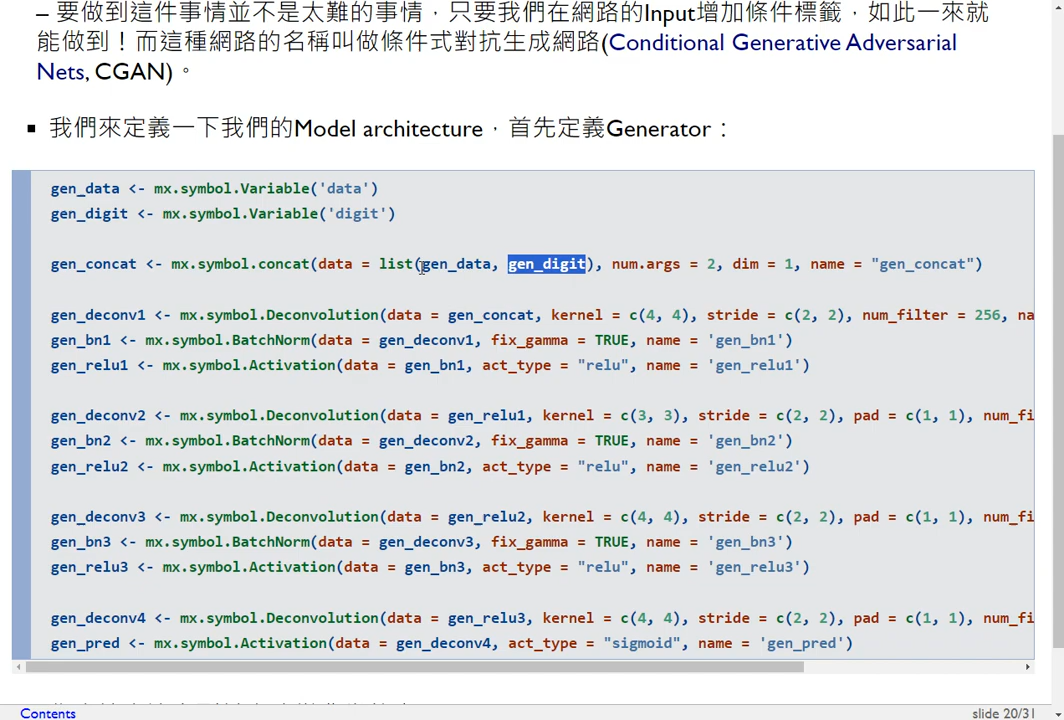 – 要做到這件事情並不是太難的事情，只要我們在網路的Input增加條件標籤，如此一來就
能做到！而這種網路的名稱叫做條件式對抗生成網路(Conditional Generative Adversarial
Nets, CGAN)。
▪ 我們來定義一下我們的Model architecture，首先定義Generator：
gen_data <- mx.symbol.Variable('data')
gen_digit <- mx.symbol.Variable('digit')
gen_concat <- mx.symbol.concat(data = list(gen_data, gen_digit), num.args = 2, dim = 1, name = "gen_concat")
gen_deconv1 <- mx.symbol.Deconvolution(data = gen_concat, kernel = c(4, 4), stride = c(2, 2), num_filter = 256, na
gen_bn1 <- mx.symbol.BatchNorm(data = gen_deconv1, fix_gamma = TRUE, name = 'gen_bn1')
gen_relu1 <- mx.symbol.Activation(data = gen_bn1, act_type = "relu", name = 'gen_relu1')
gen_deconv2 <- mx.symbol.Deconvolution(data = gen_relu1, kernel = c(3, 3), stride = c(2, 2), pad = c(1, 1), num_fi
gen_bn2 <- mx.symbol.BatchNorm(data = gen_deconv2, fix_gamma = TRUE, name = 'gen_bn2')
gen_relu2 <- mx.symbol.Activation(data = gen_bn2, act_type = "relu", name = 'gen_relu2')
gen_deconv3 <- mx.symbol.Deconvolution(data = gen_relu2, kernel = c(4, 4), stride = c(2, 2), pad = c(1, 1), num_fi
gen_bn3 <- mx.symbol.BatchNorm(data = gen_deconv3, fix_gamma = TRUE, name = 'gen_bn3')
gen_relu3 <- mx.symbol.Activation(data = gen_bn3, act_type = "relu", name = 'gen_relu3')
gen_deconv4 <- mx.symbol.Deconvolution(data = gen_relu3, kernel = c(4, 4), stride = c(2, 2), pad = c(1, 1), num_fi
gen_pred <- mx.symbol.Activation(data = gen_deconv4, act_type = "sigmoid", name = 'gen_pred')
Contents
slide 20/31